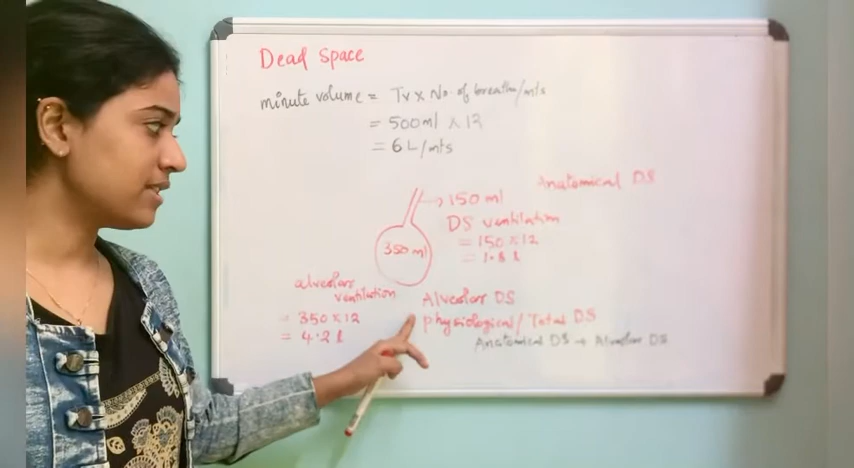 Dead Space
minute volume = Tv x No. of breaths/mts
= 500ml x 12
= 6 L/mts
150 ml
Anatomical DS
DS ventilation
= 150 x 12
= 1.8 l
350 ml
alveolar
ventilation
= 350 x 12
= 4.2 l
Alveolar DS
physiological/Total DS
Anatomical DS + Alveolar DS